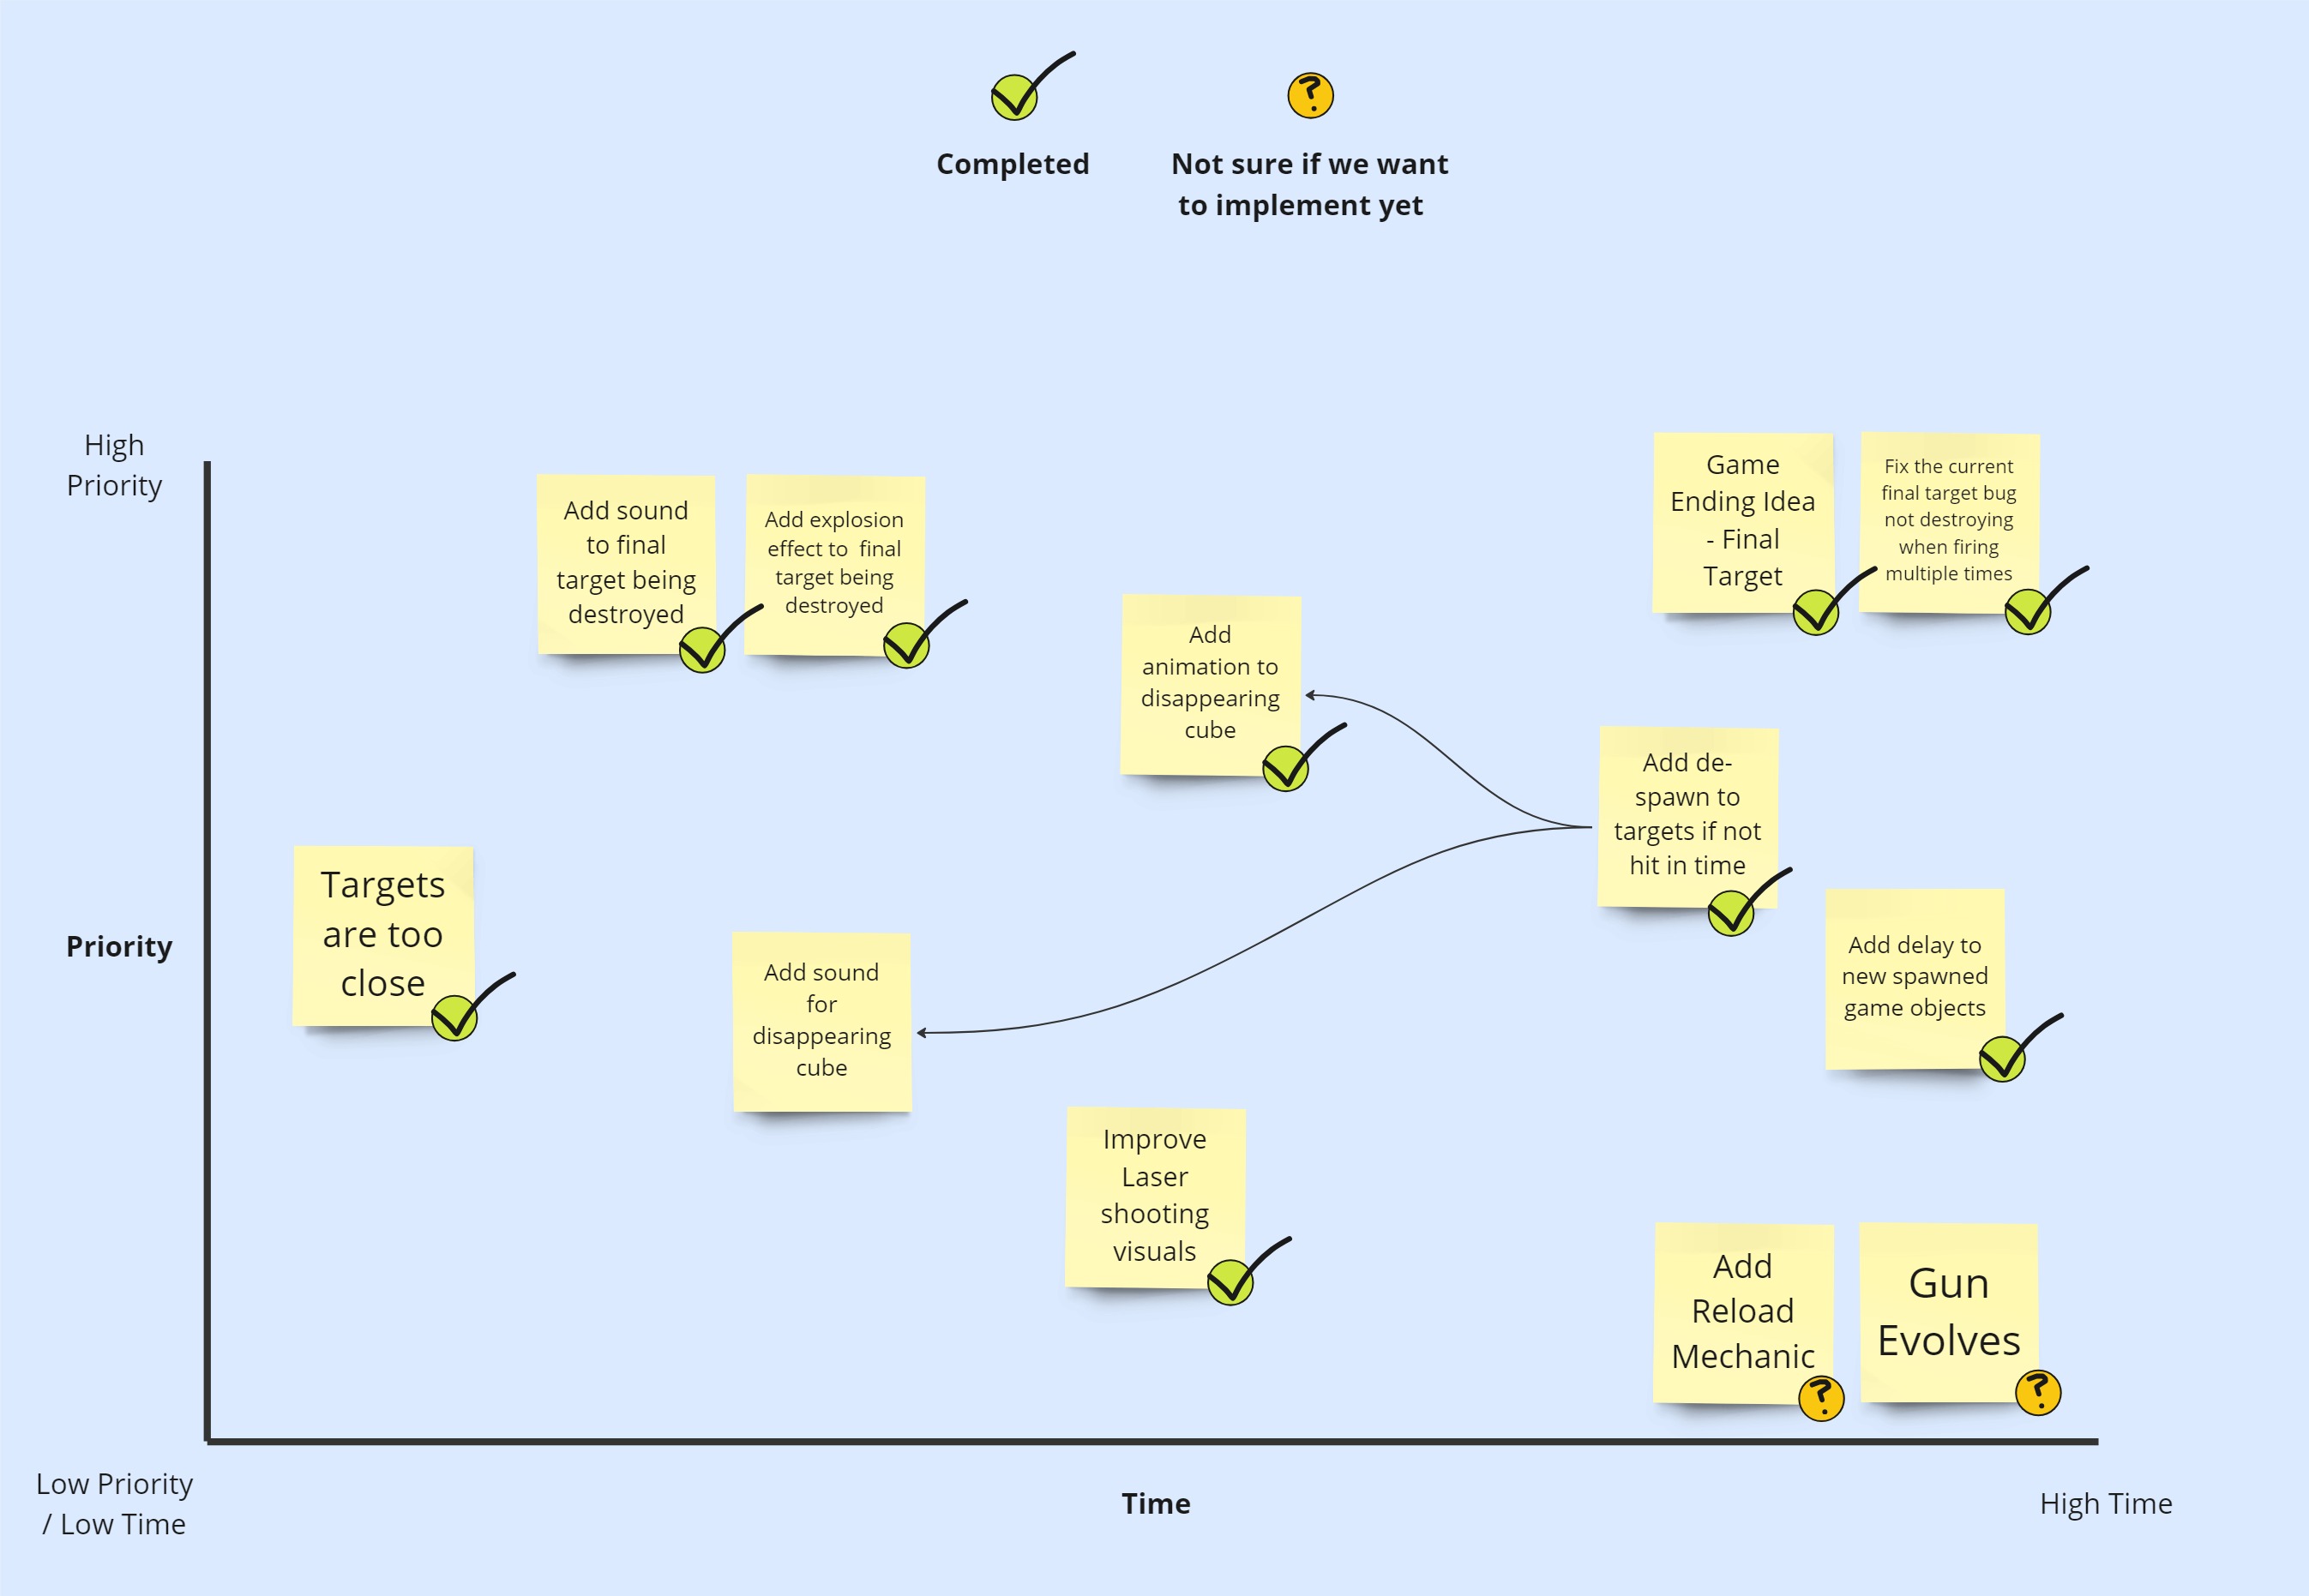 Completed
Not sure if we want
to implement yet
High
Priority
Add sound
to final
target being
destroyed
Add explosion
effect to  final
target being
destroyed
Game
Ending Idea
- Final
Target
Fix the current
final target bug
not destroying
when firing
multiple times
Add
animation to
disappearing
cube
Add de-
spawn to
targets if not
hit in time
Targets
are too
close
Priority
Add sound
for
disappearing
cube
Add delay to
new spawned
game objects
Improve
Laser
shooting
visuals
Add
Reload
Mechanic
Gun
Evolves
Low Priority
/ Low Time
Time
High Time